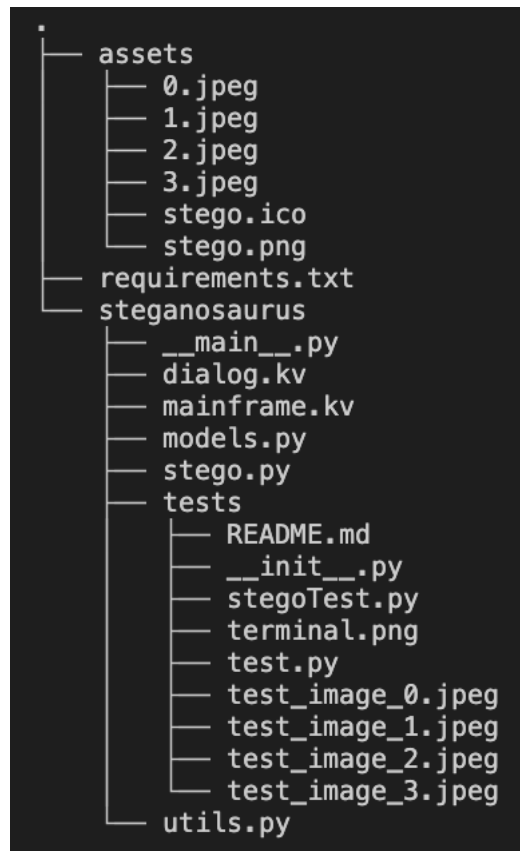 .
├── assets
│   ├── 0.jpeg
│   ├── 1.jpeg
│   ├── 2.jpeg
│   ├── 3.jpeg
│   ├── stego.ico
│   └── stego.png
├── requirements.txt
└── steganosaurus
    ├── __main__.py
    ├── dialog.kv
    ├── mainframe.kv
    ├── models.py
    ├── stego.py
    ├── tests
    │   ├── README.md
    │   ├── __init__.py
    │   ├── stegoTest.py
    │   ├── terminal.png
    │   ├── test.py
    │   ├── test_image_0.jpeg
    │   ├── test_image_1.jpeg
    │   ├── test_image_2.jpeg
    │   └── test_image_3.jpeg
    └── utils.py